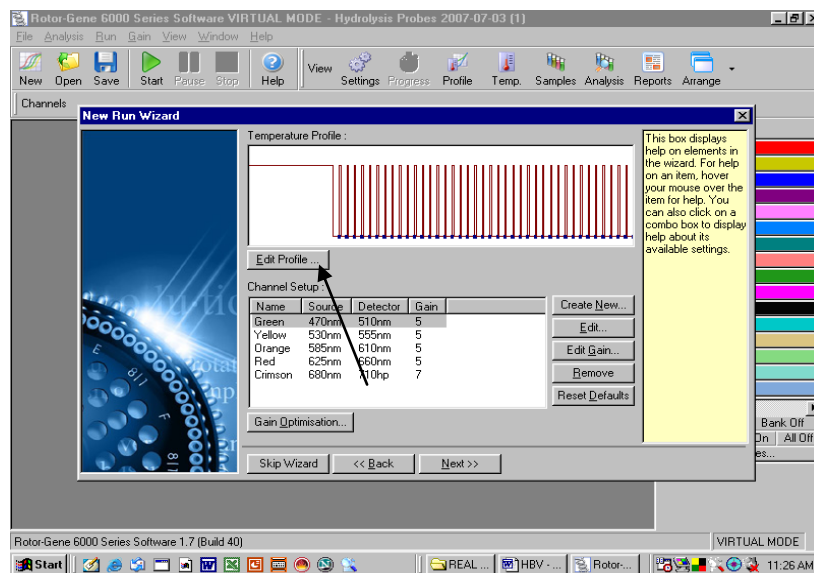 Rotor-Gene 6000 Series Software VIRTUAL MODE - Hydrolysis Probes 2007-07-03 (1)
File Analysis Run Gain View Window Help
New Open Save Start Pause Stop Help View Settings Progress Profile Temp. Samples Analysis Reports Arrange
Channels
New Run Wizard
Temperature Profile :
This box displays
help on elements in
the wizard. For help
on an item, hover
your mouse over the
item for help. You
can also click on a
combo box to display
help about its
available settings.
Edit Profile ...
Channel Setup :
Name Source Detector Gain
Green 470nm 510nm 5
Yellow 530nm 555nm 5
Orange 585nm 610nm 5
Red 625nm 660nm 5
Crimson 680nm 710hp 7
Create New...
Edit...
Edit Gain...
Remove
Reset Defaults
Gain Optimisation...
Bank Off
On All Off
es...
Skip Wizard << Back Next >>
Rotor-Gene 6000 Series Software 1.7 (Build 40) VIRTUAL MODE
Start REAL ... HBV - ... Rotor-... 11:26 AM